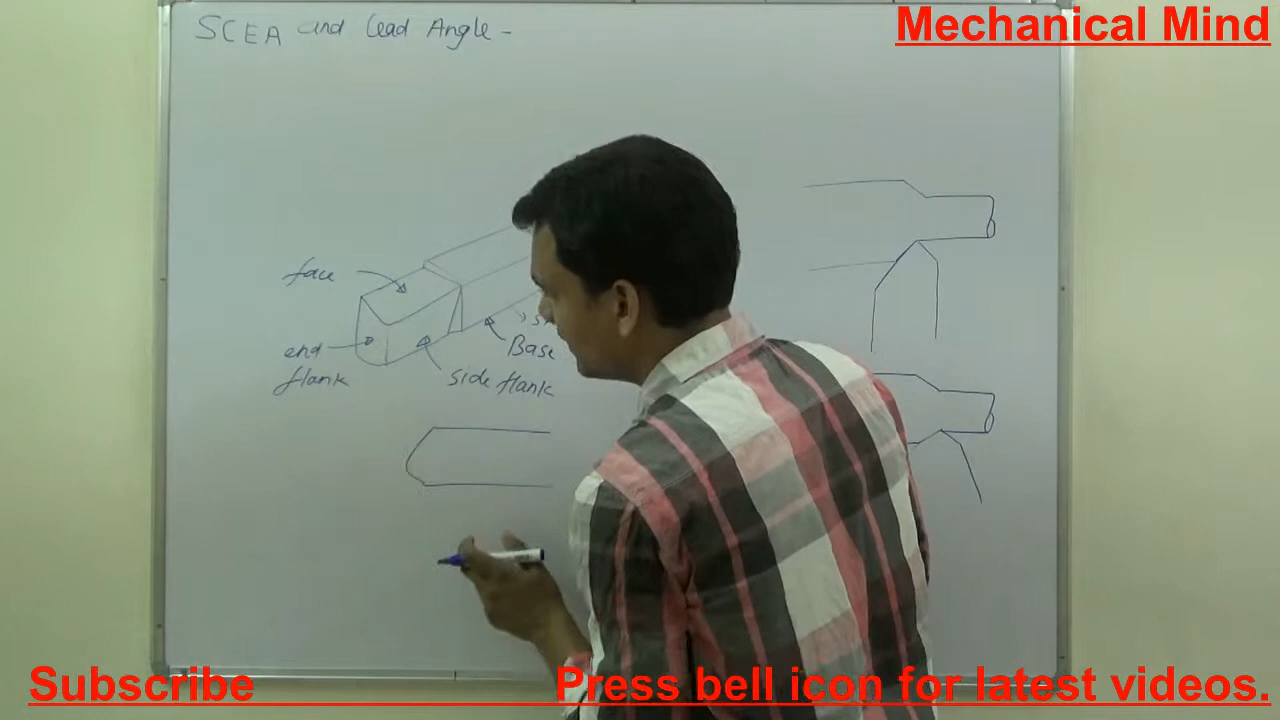 SCEA and Lead Angle -
Mechanical Mind
face
end
flank
Base
side flank
Subscribe
Press bell icon for latest videos.